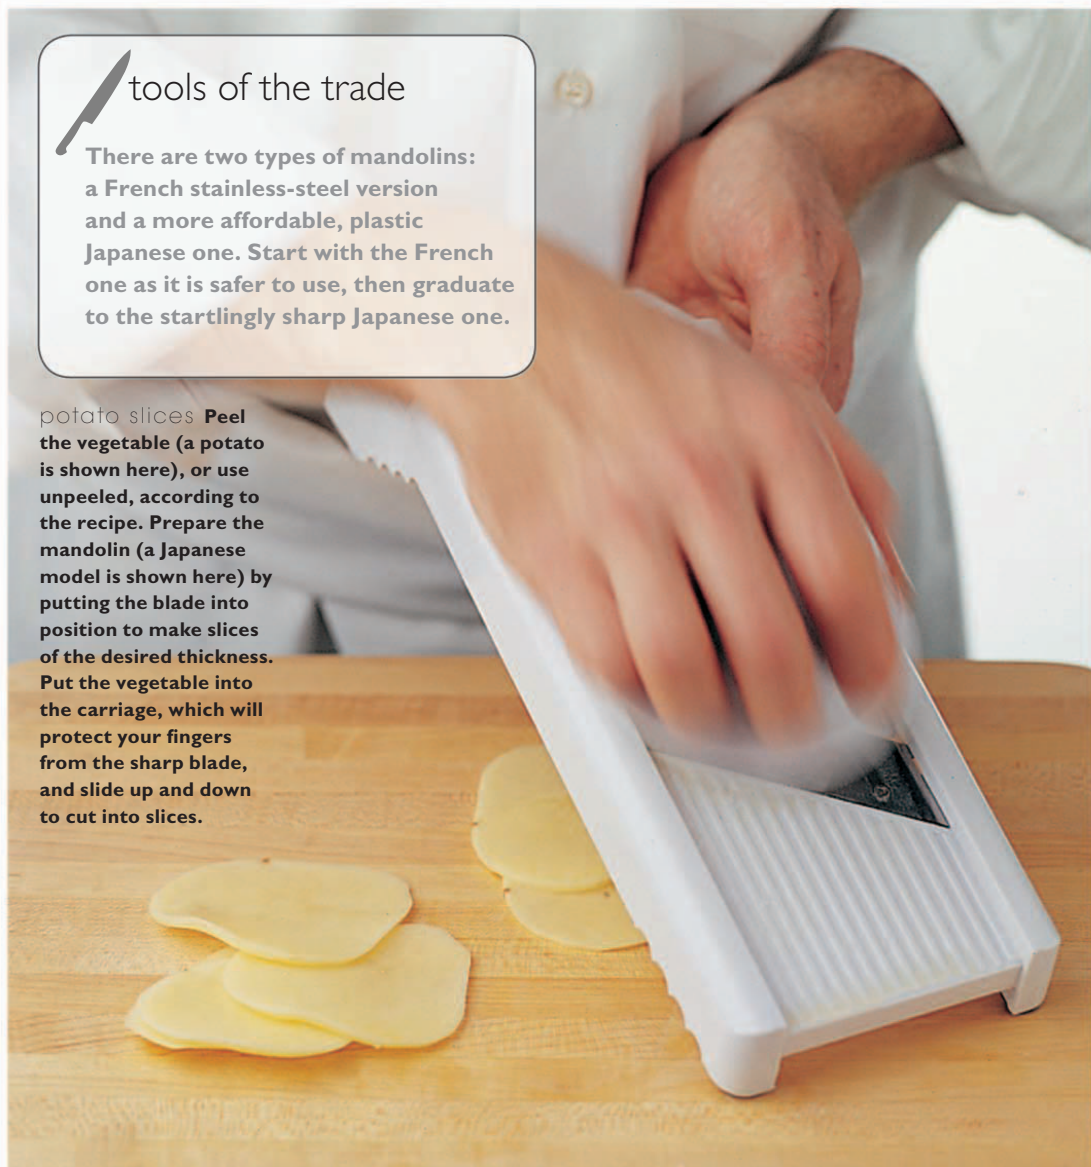 tools of the trade
There are two types of mandolins:
a French stainless-steel version
and a more affordable, plastic
Japanese one. Start with the French
one as it is safer to use, then graduate
to the startlingly sharp Japanese one.
potato slices Peel
the vegetable (a potato
is shown here), or use
unpeeled, according to
the recipe. Prepare the
mandolin (a Japanese
model is shown here) by
putting the blade into
position to make slices
of the desired thickness.
Put the vegetable into
the carriage, which will
protect your fingers
from the sharp blade,
and slide up and down
to cut into slices.